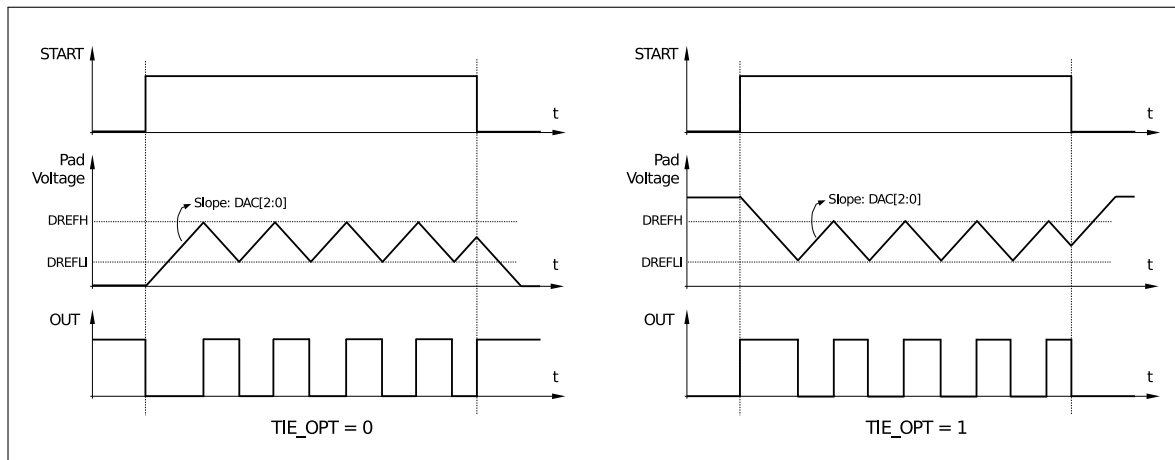 START
t
Pad
Voltage
Slope: DAC[2:0]
DREFH
DREFLI
t
OUT
t
TIE_OPT = 0
START
t
Pad
Voltage
Slope: DAC[2:0]
DREFH
DREFLI
t
OUT
t
TIE_OPT = 1